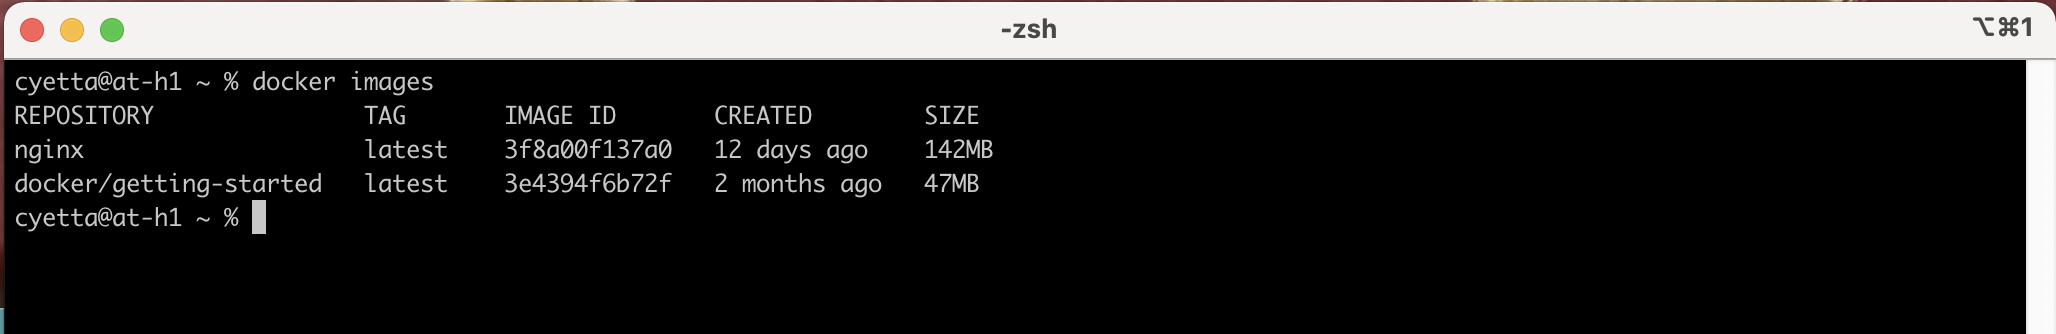 -zsh
⌥⌘1
cyetta@at-h1 ~ % docker images
REPOSITORY                TAG       IMAGE ID       CREATED        SIZE
nginx                     latest    3f8a00f137a0   12 days ago    142MB
docker/getting-started   latest    3e4394f6b72f   2 months ago   47MB
cyetta@at-h1 ~ %